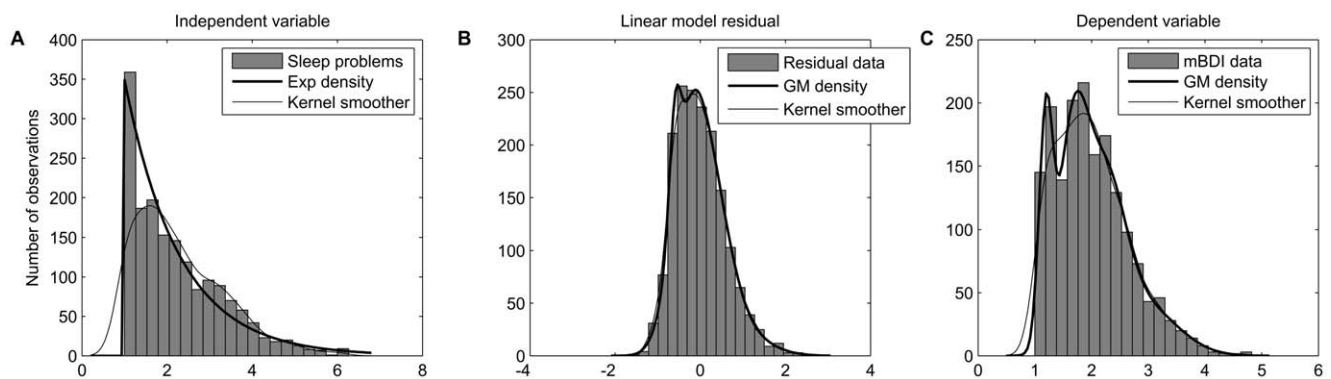 Independent variable
Linear model residual
Dependent variable
A
B
C
400
350
300
250
200
150
100
50
0
Number of observations
Sleep problems
Exp density
Kernel smoother
0 2 4 6 8
300
250
200
150
100
50
0
Residual data
GM density
Kernel smoother
-4 -2 0 2 4
250
200
150
100
50
0
mBDI data
GM density
Kernel smoother
0 1 2 3 4 5 6